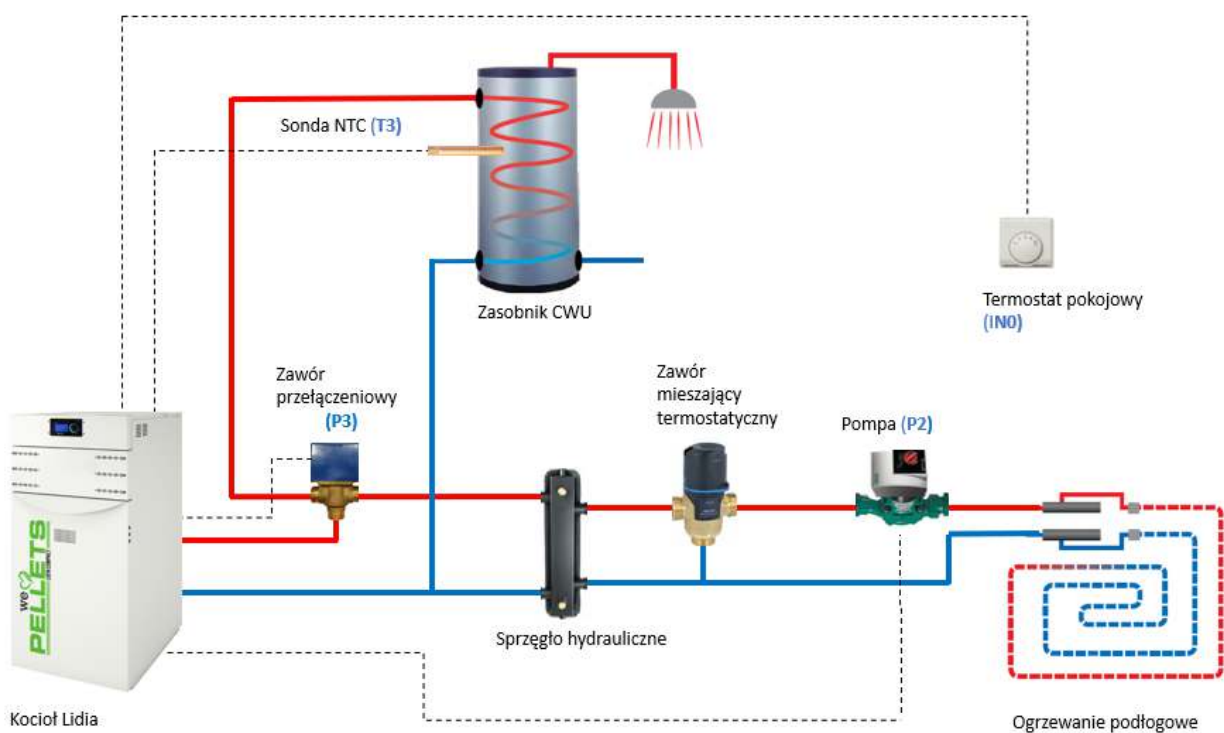 Sonda NTC (T3)
Zasobnik CWU
Termostat pokojowy
(IN0)
Zawór
przełączeniowy
(P3)
Zawór
mieszający
termostatyczny
Pompa (P2)
we
PELLETS
Sprzęgło hydrauliczne
Kocioł Lidia
Ogrzewanie podłogowe